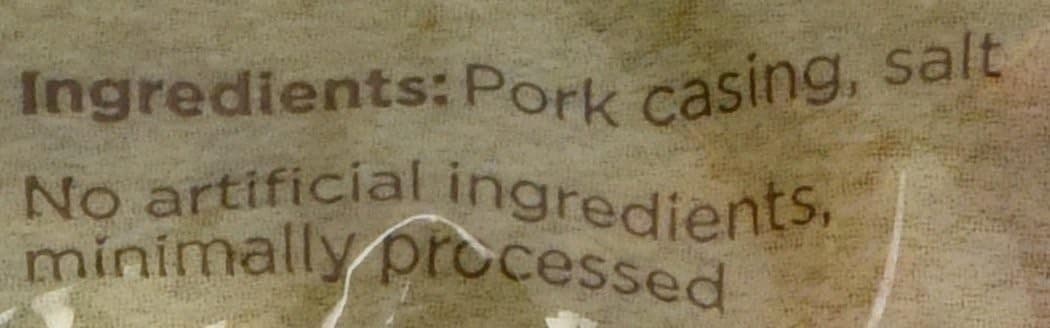 Ingredients: Pork casing, salt
No artificial ingredients,
minimally processed